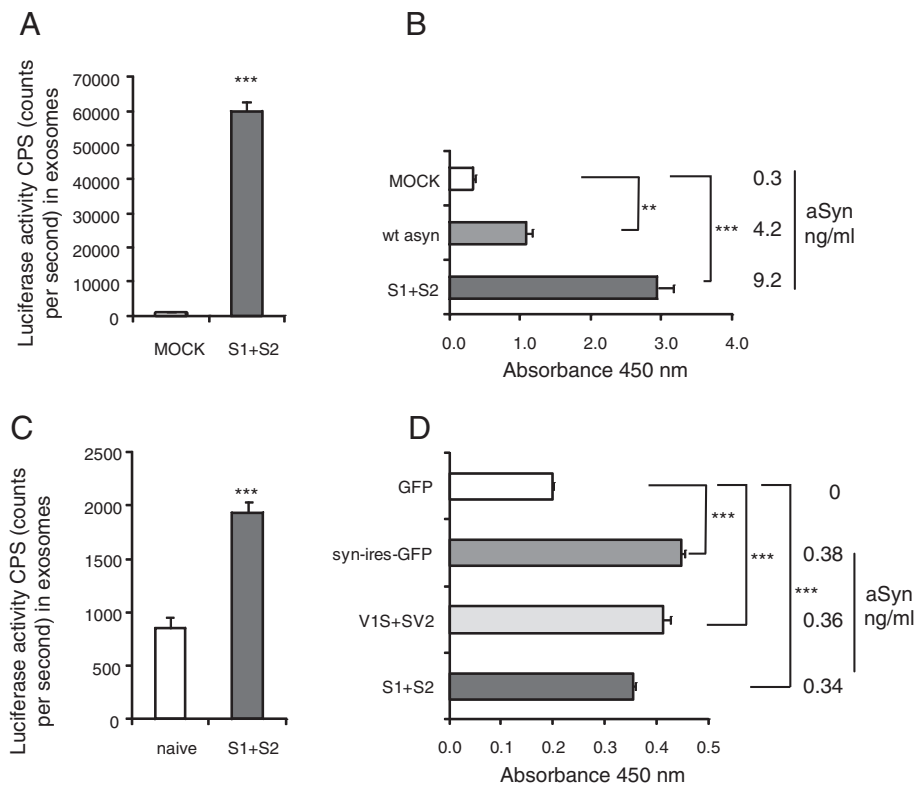 A
Luciferase activity CPS (counts
per second) in exosomes
70000
60000
50000
40000
30000
20000
10000
0
***
MOCK
S1+S2
B
MOCK
wt asyn
S1+S2
**
***
0.3
4.2
9.2
aSyn
ng/ml
0.0
1.0
2.0
3.0
4.0
Absorbance 450 nm
C
Luciferase activity CPS (counts
per second) in exosomes
2500
2000
1500
1000
500
0
***
naive
S1+S2
D
GFP
syn-ires-GFP
V1S+SV2
S1+S2
***
***
***
0
0.38
0.36
0.34
aSyn
ng/ml
0.0
0.1
0.2
0.3
0.4
0.5
Absorbance 450 nm